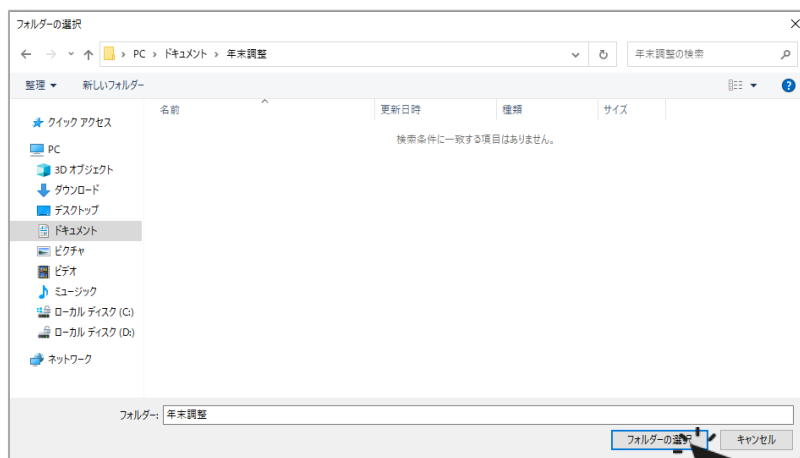 フォルダーの選択
PC › ドキュメント › 年末調整
年末調整の検索
整理 新しいフォルダー
名前 更新日時 種類 サイズ
検索条件に一致する項目はありません。
クイック アクセス
PC
3D オブジェクト
ダウンロード
デスクトップ
ドキュメント
ピクチャ
ビデオ
ミュージック
ローカル ディスク (C:)
ローカル ディスク (D:)
ネットワーク
フォルダー: 年末調整
フォルダーの選択 キャンセル